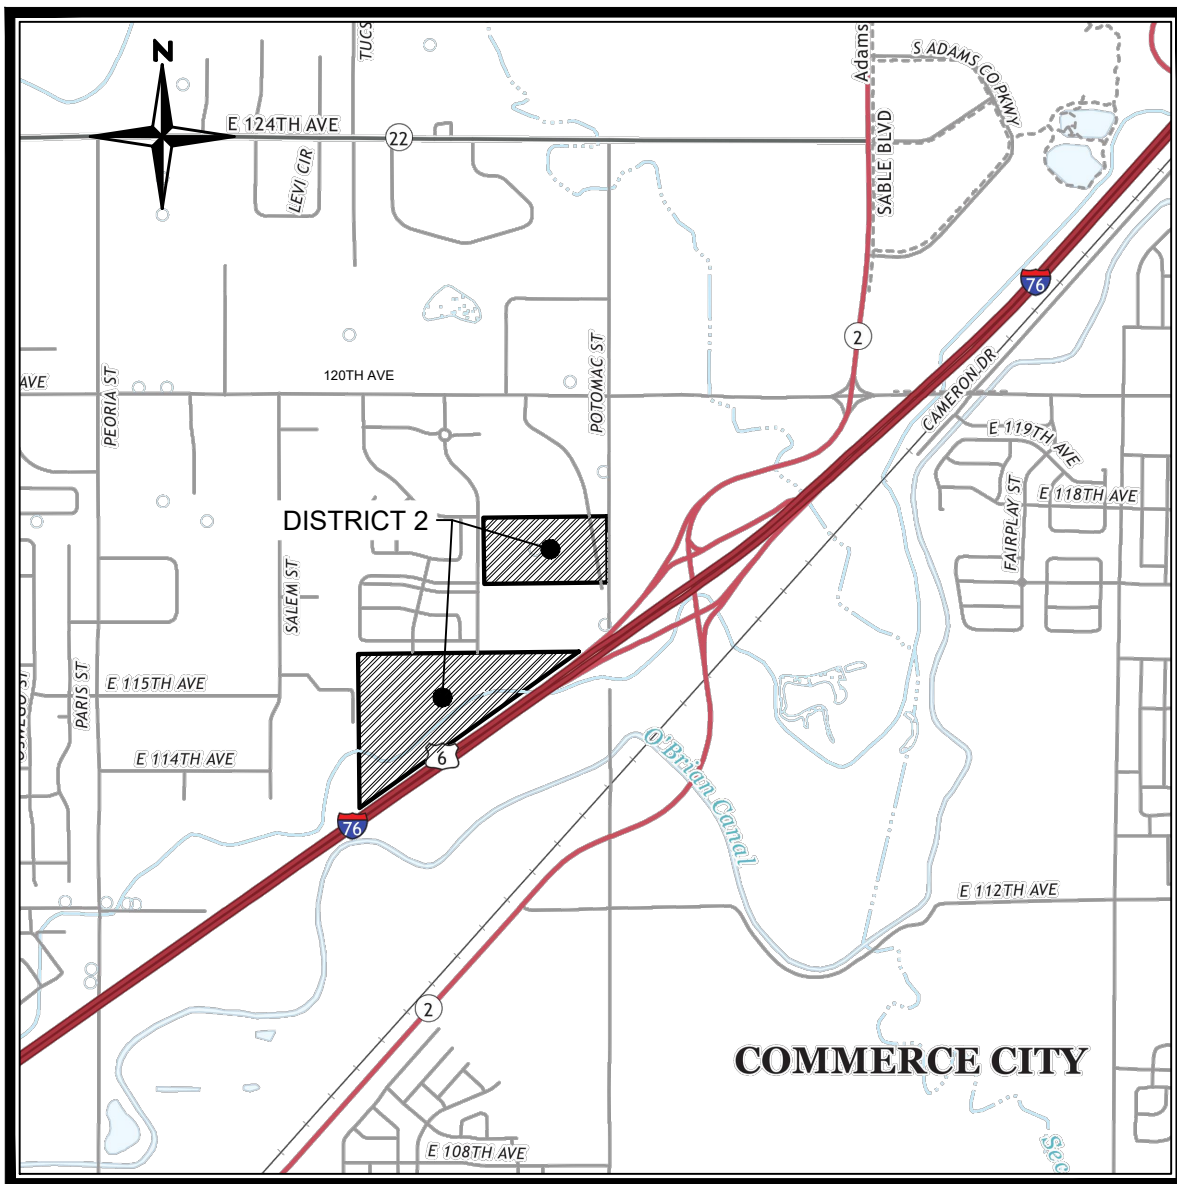 TUCS
Adams
S ADAMS CO PKWY
N
E 124TH AVE
22
LEVI CIR
SABLE BLVD
76
2
POTOMAC ST
CAMERON DR
120TH AVE
AVE
PEORIA ST
E 119TH AVE
E 118TH AVE
FAIRPLAY ST
DISTRICT 2
SALEM ST
PARIS ST
E 115TH AVE
E 114TH AVE
6
O'Brian Canal
76
E 112TH AVE
2
COMMERCE CITY
E 108TH AVE
Sec